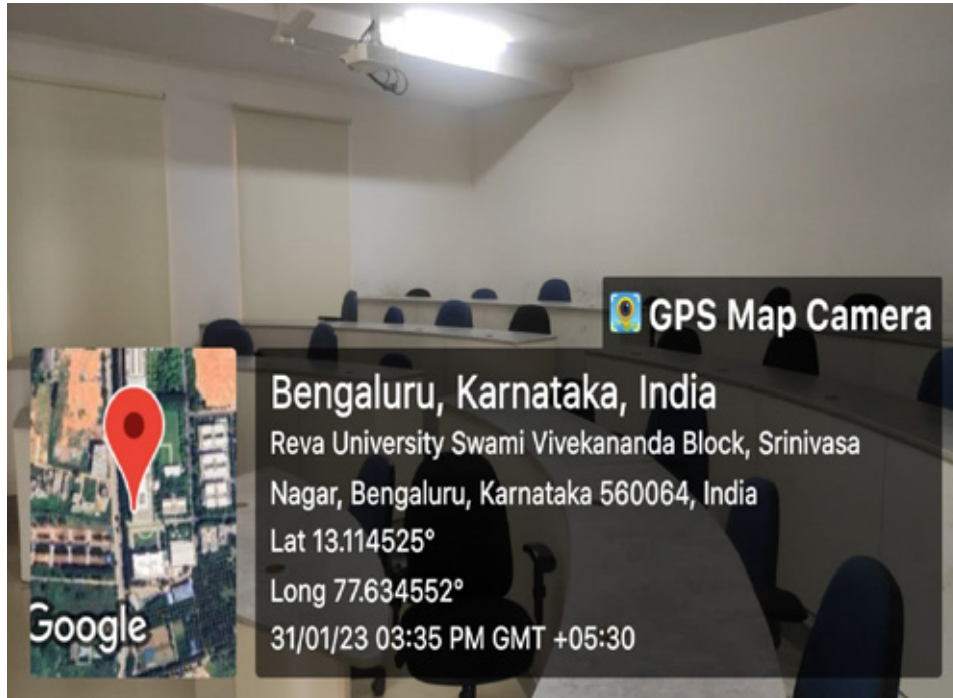 GPS Map Camera
Bengaluru, Karnataka, India
Reva University Swami Vivekananda Block, Srinivasa
Nagar, Bengaluru, Karnataka 560064, India
Lat 13.114525°
Long 77.634552°
31/01/23 03:35 PM GMT +05:30
Google